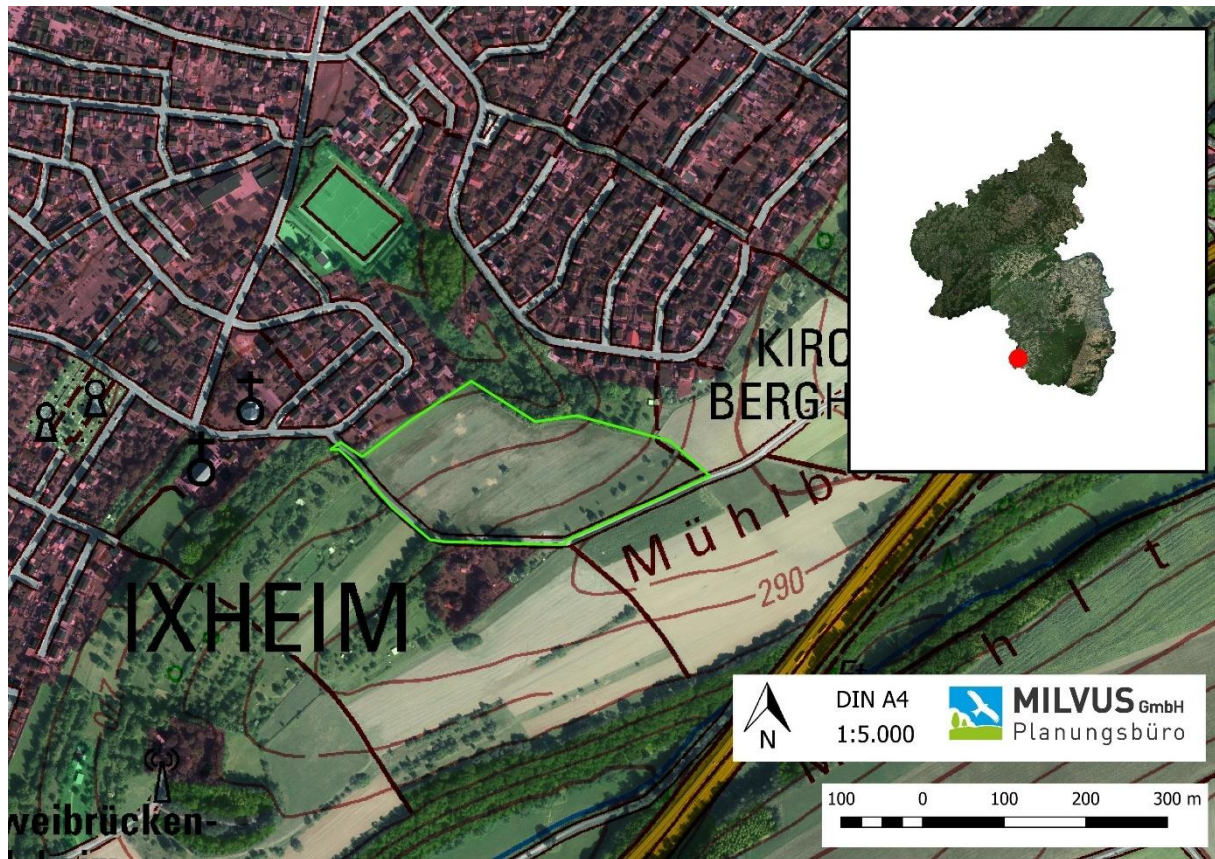 KIRC
BERGH
Mühlb
290
IXHEIM
210
weibrücken-
h l t
N
DIN A4
1:5.000
MILVUS GmbH
Planungsbüro
100 0 100 200 300 m